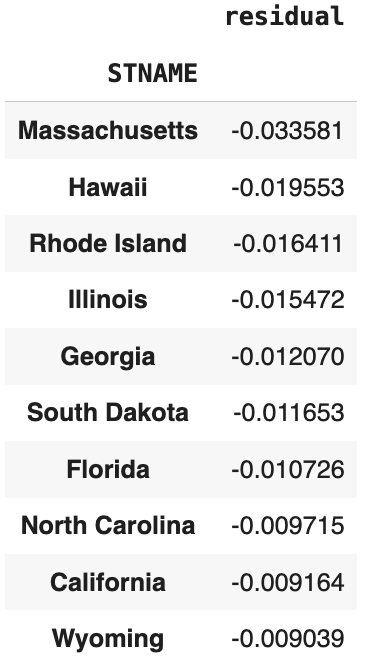 residual
STNAME
Massachusetts -0.033581
Hawaii -0.019553
Rhode Island -0.016411
Illinois -0.015472
Georgia -0.012070
South Dakota -0.011653
Florida -0.010726
North Carolina -0.009715
California -0.009164
Wyoming -0.009039